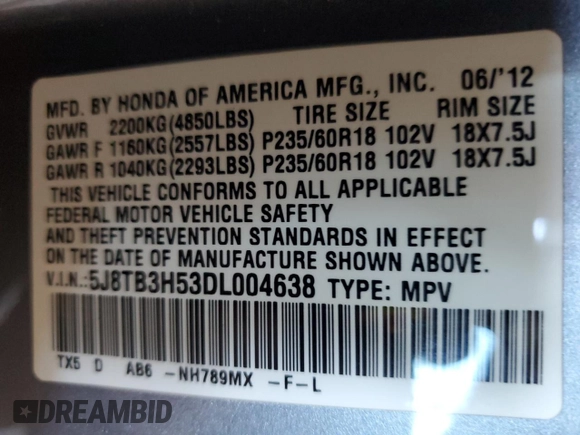 MFD. BY HONDA OF AMERICA MFG., INC. 06/'12
GVWR 2200KG(4850LBS) TIRE SIZE RIM SIZE
GAWR F 1160KG(2557LBS) P235/60R18 102V 18X7.5J
GAWR R 1040KG(2293LBS) P235/60R18 102V 18X7.5J
THIS VEHICLE CONFORMS TO ALL APPLICABLE
FEDERAL MOTOR VEHICLE SAFETY
AND THEFT PREVENTION STANDARDS IN EFFECT
ON THE DATE OF MANUFACTURE SHOWN ABOVE.
V.I.N.:5J8TB3H53DL004638 TYPE: MPV
TX5 D AB6 -NH789MX -F-L
DREAMBID